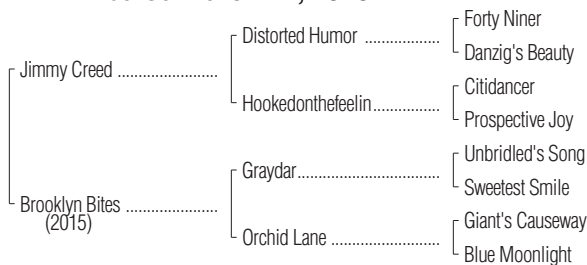 Forty Niner
Distorted Humor ..................
Danzig's Beauty
Jimmy Creed ........................
Citidancer
Hookedonthefeelin................
Prospective Joy
Unbridled's Song
Graydar..................................
Sweetest Smile
Brooklyn Bites ......................
(2015)
Giant's Causeway
Orchid Lane ..........................
Blue Moonlight